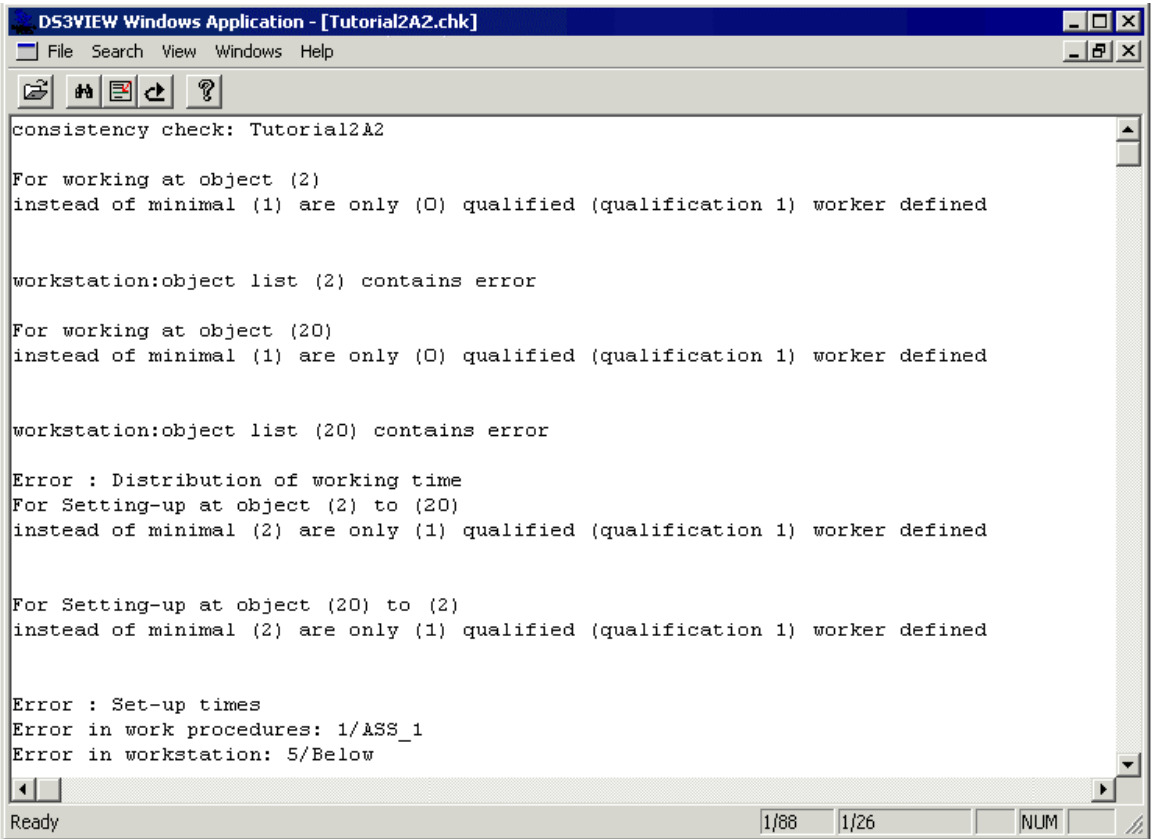 DS3VIEW Windows Application - [Tutorial2A2.chk]
File Search View Windows Help
consistency check: Tutorial2A2
For working at object (2)
instead of minimal (1) are only (0) qualified (qualification 1) worker defined
workstation:object list (2) contains error
For working at object (20)
instead of minimal (1) are only (0) qualified (qualification 1) worker defined
workstation:object list (20) contains error
Error : Distribution of working time
For Setting-up at object (2) to (20)
instead of minimal (2) are only (1) qualified (qualification 1) worker defined
For Setting-up at object (20) to (2)
instead of minimal (2) are only (1) qualified (qualification 1) worker defined
Error : Set-up times
Error in work procedures: 1/ASS_1
Error in workstation: 5/Below
Ready 1/88 1/26 NUM